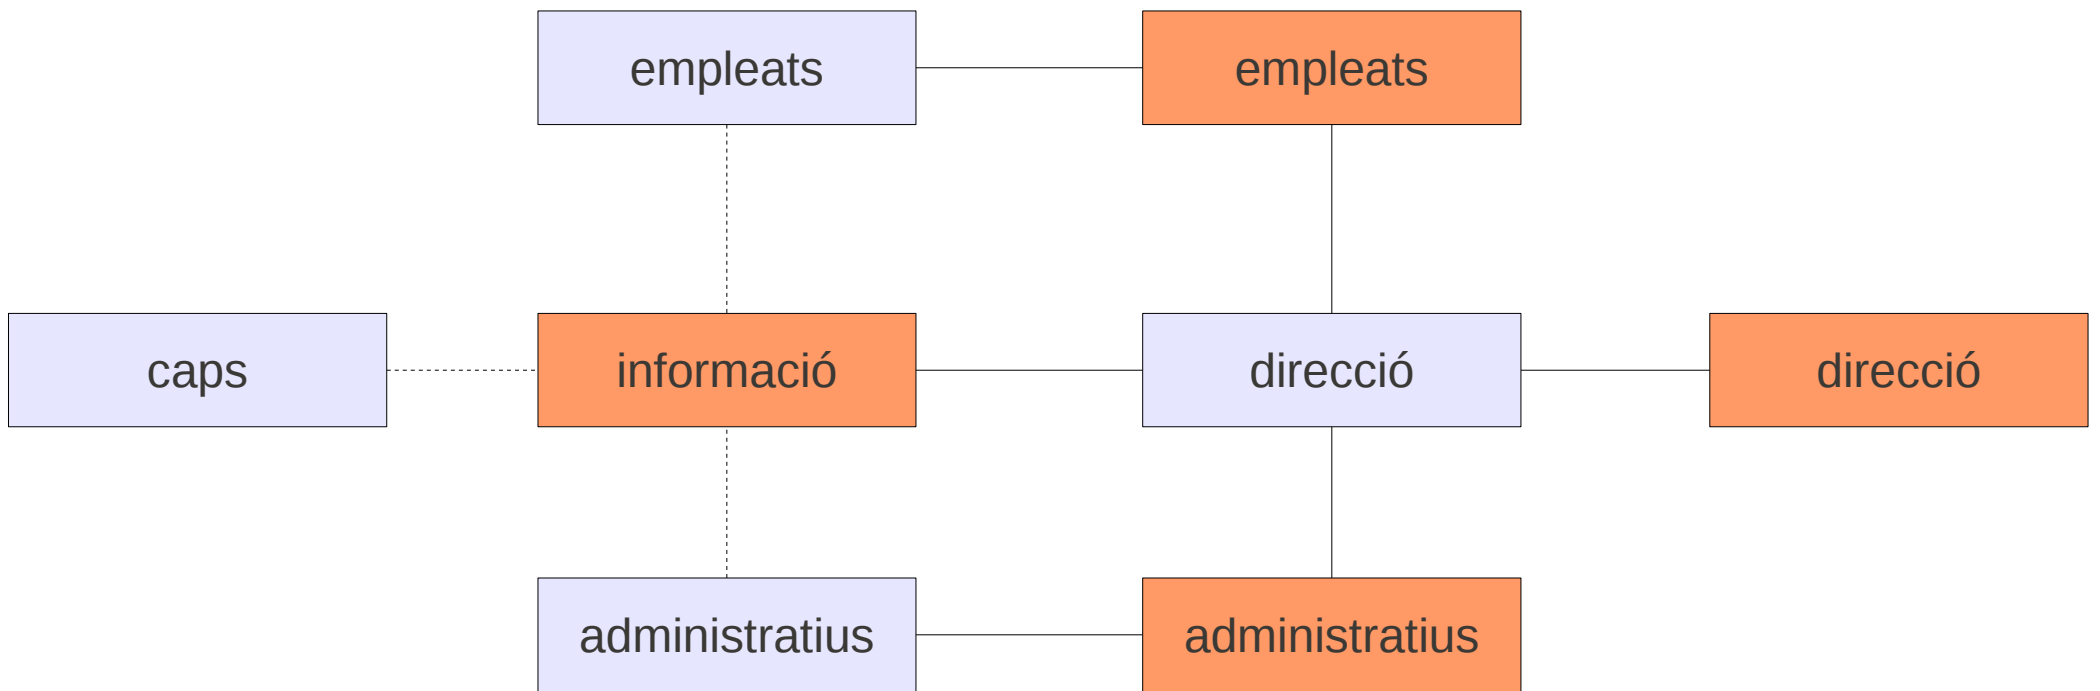 empleats
empleats
caps
informació
direcció
direcció
administratius
administratius